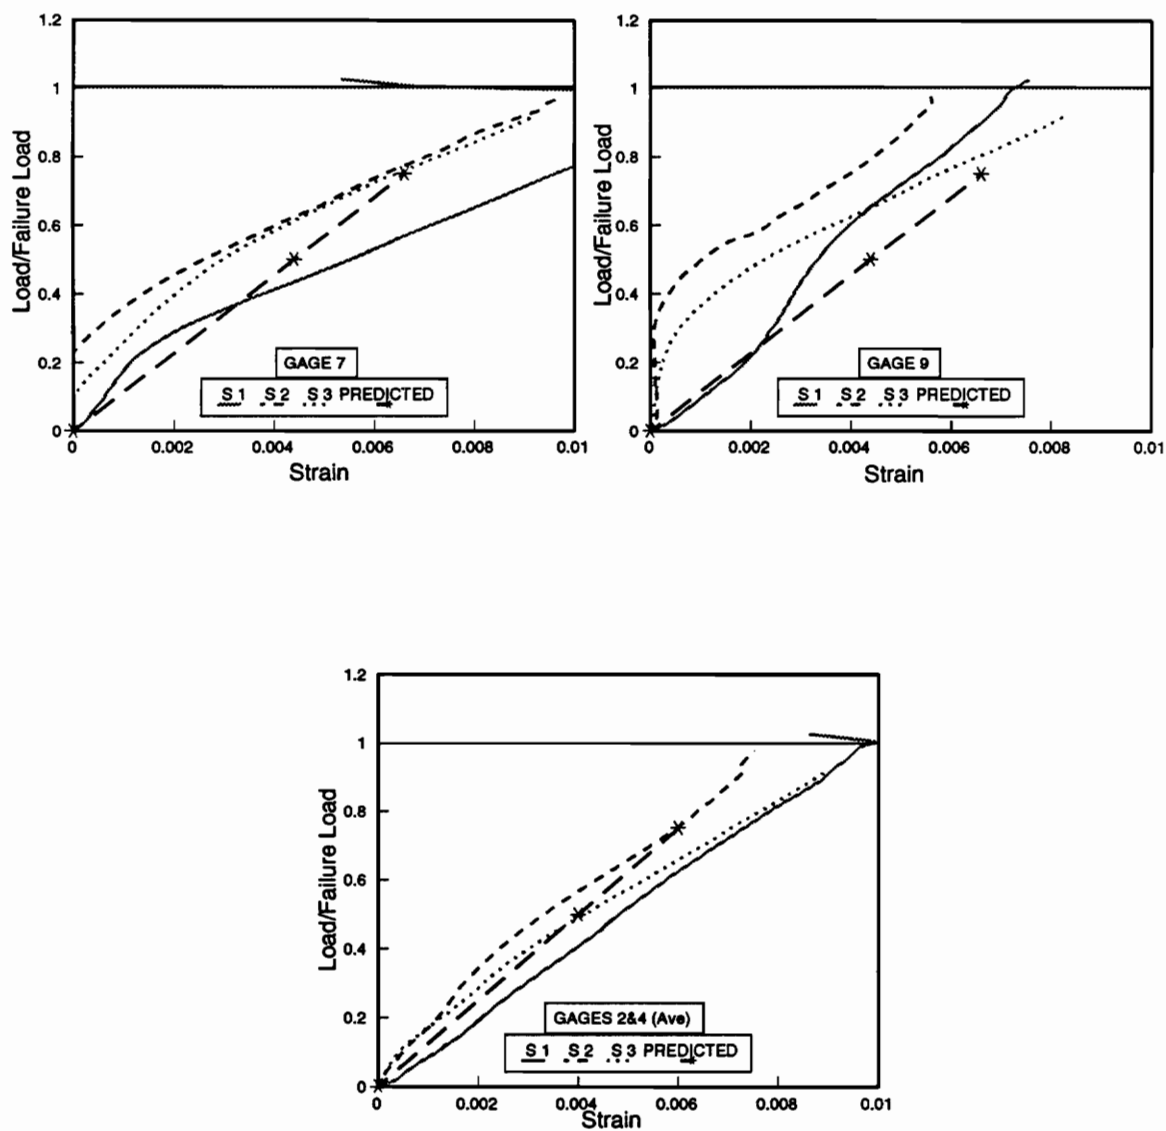 1.2
1
0.8
0.6
0.4
0.2
0
Load/Failure Load
GAGE 7
S 1 S 2 S 3 PREDICTED
0 0.002 0.004 0.006 0.008 0.01
Strain
1.2
1
0.8
0.6
0.4
0.2
0
Load/Failure Load
GAGE 9
S 1 S 2 S 3 PREDICTED
0 0.002 0.004 0.006 0.008 0.01
Strain
1.2
1
0.8
0.6
0.4
0.2
0
Load/Failure Load
GAGES 2&4 (Ave)
S 1 S 2 S 3 PREDICTED
0 0.002 0.004 0.006 0.008 0.01
Strain